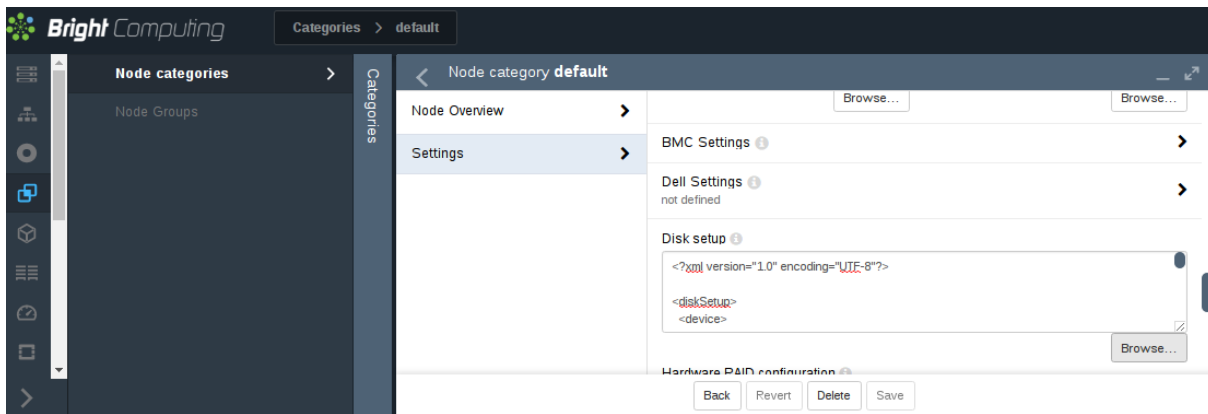 Bright Computing
Categories > default
Node categories
Node Groups
Categories
Node category default
Node Overview
Settings
Browse... Browse...
BMC Settings
Dell Settings
not defined
Disk setup
<?xml version="1.0" encoding="UTF-8"?>
<diskSetup>
<device>
Browse...
Hardware RAID configuration
Back Revert Delete Save